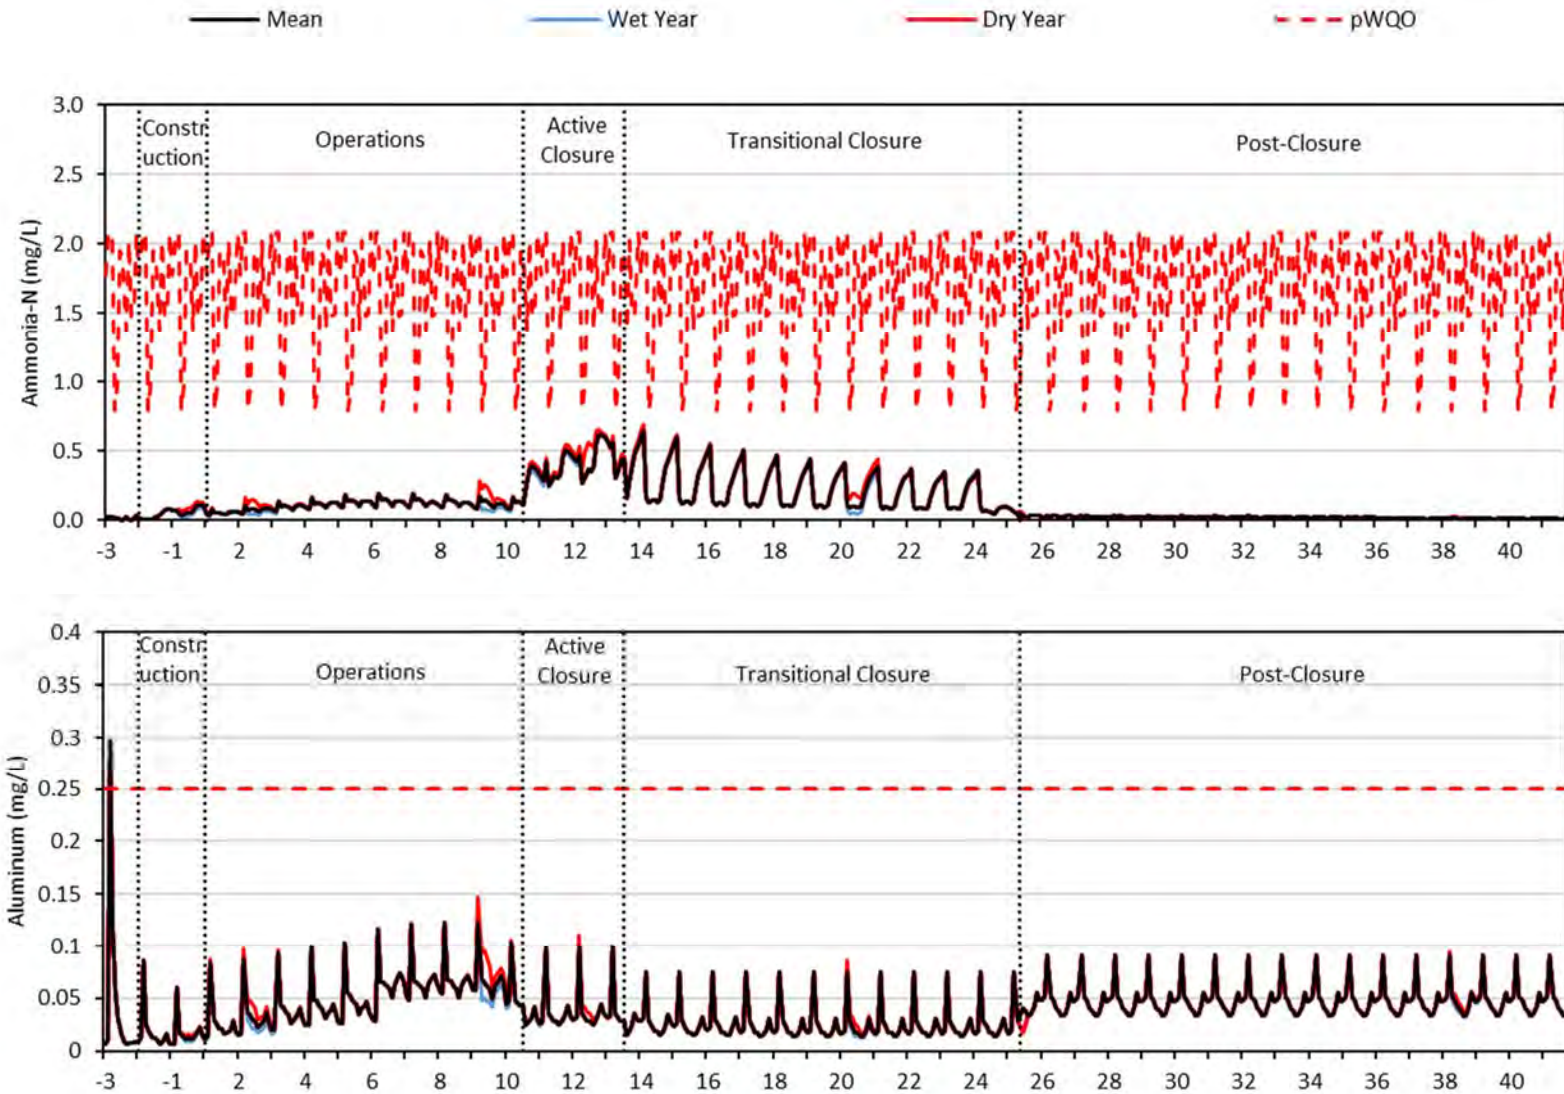 Mean Wet Year Dry Year pWQO
3.0
Constr
uction
Operations
Active
Closure
Transitional Closure
Post-Closure
2.5
2.0
1.5
1.0
0.5
0.0
Ammonia-N (mg/L)
-3 -1 2 4 6 8 10 12 14 16 18 20 22 24 26 28 30 32 34 36 38 40
0.4
Constr
uction
Operations
Active
Closure
Transitional Closure
Post-Closure
0.35
0.3
0.25
0.2
0.15
0.1
0.05
0
Aluminum (mg/L)
-3 -1 2 4 6 8 10 12 14 16 18 20 22 24 26 28 30 32 34 36 38 40